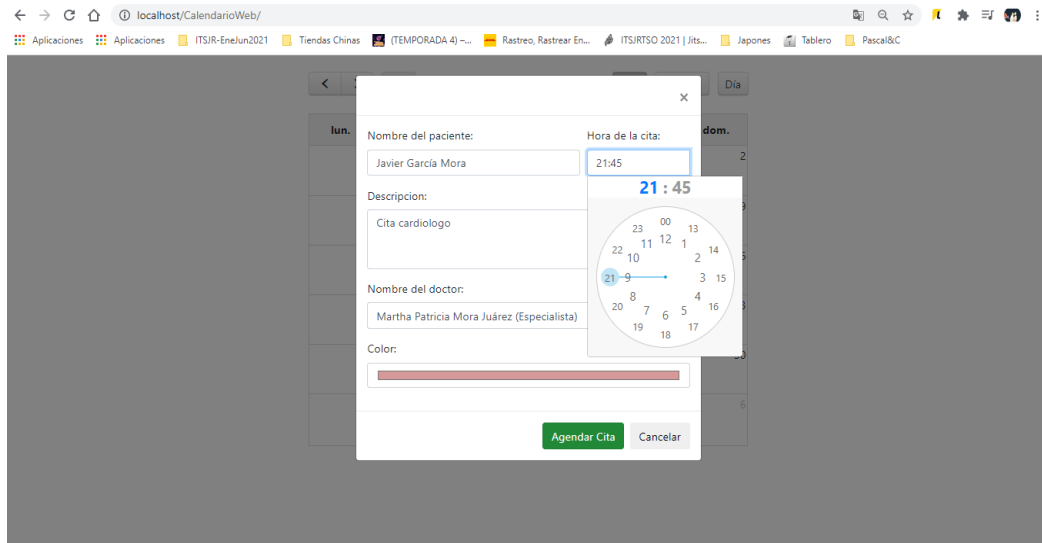 localhost/CalendarioWeb/
Aplicaciones Aplicaciones ITSJR-EneJun2021 Tiendas Chinas (TEMPORADA 4) –... Rastreo, Rastrear En... ITSJRTSO 2021 | Jits... Japones Tablero Pascal&C
Día
×
lun.
dom.
Nombre del paciente:
Hora de la cita:
Javier García Mora
21:45
2
21 : 45
Descripcion:
Cita cardiologo
00
23 13
12
11 1
22 14
10 2
21 9 3 15
8 4
20 16
7 5
6
19 17
18
Nombre del doctor:
Martha Patricia Mora Juárez (Especialista)
Color:
6
Agendar Cita
Cancelar